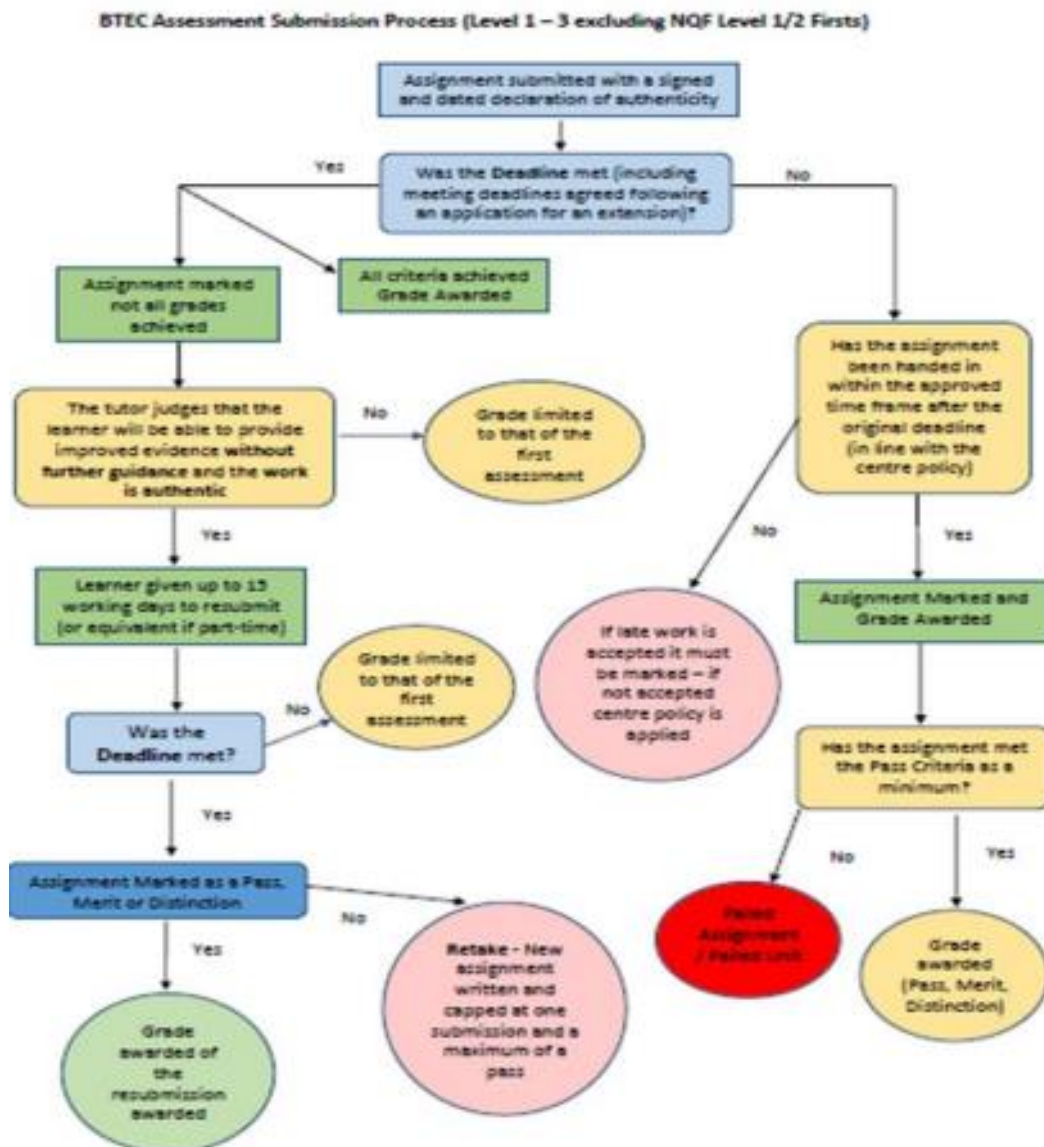 BTEC Assessment Submission Process (Level 1 – 3 excluding NQF Level 1/2 Firsts)
Assignment submitted with a signed
and dated declaration of authenticity
Yes
Was the Deadline met (including
meeting deadlines agreed following
an application for an extension)?
No
Assignment marked
not all grades
achieved
All criteria achieved
Grade Awarded
Has the assignment
been handed in
within the approved
time frame after the
original deadline
(in line with the
centre policy)
The tutor judges that the
learner will be able to provide
improved evidence without
further guidance and the work
is authentic
No
Grade limited
to that of the
first
assessment
Yes
No
Yes
Learner given up to 15
working days to resubmit
(or equivalent if part-time)
If late work is
accepted it must
be marked – if
not accepted
centre policy is
applied
Assignment Marked and
Grade Awarded
Grade limited
to that of the
first
assessment
Was the
Deadline met?
No
Has the assignment met
the Pass Criteria as a
minimum?
Yes
No
Yes
Assignment Marked as a Pass,
Merit or Distinction
No
Yes
Retake - New
assignment
written and
capped at one
submission and a
maximum of a
pass
Failed
Assignment
/ Failed Unit
Grade
awarded
(Pass, Merit,
Distinction)
Grade
awarded of
the
resubmission
awarded